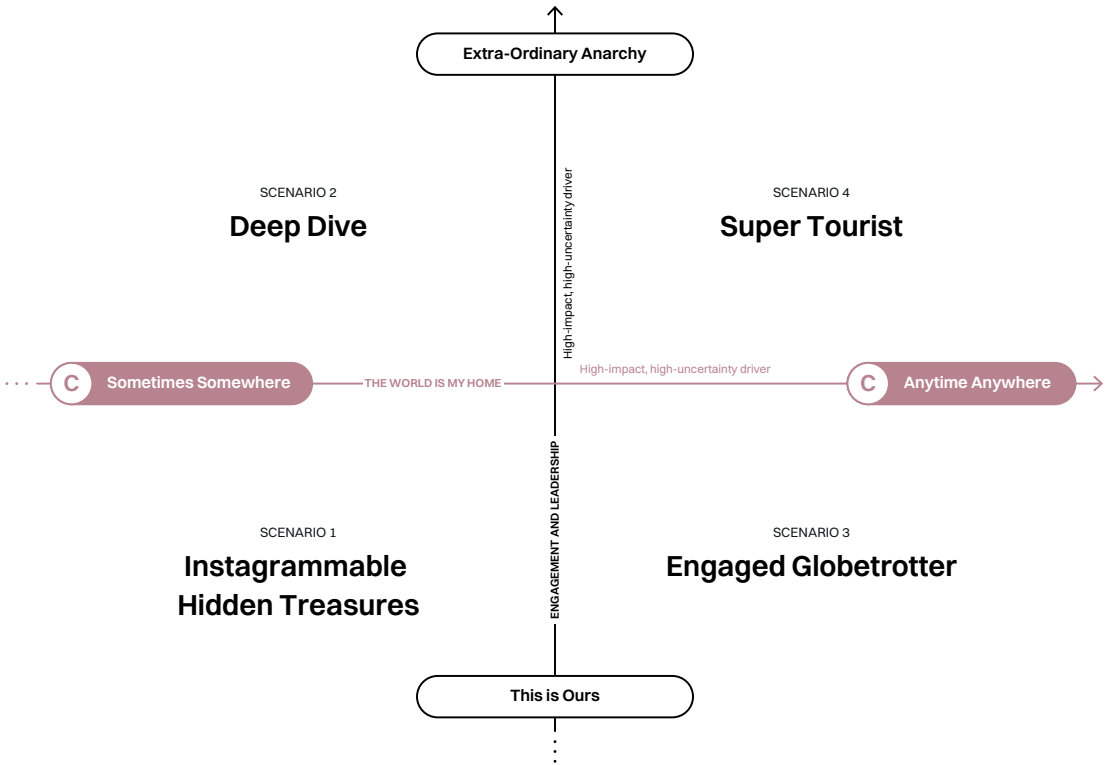 Extra-Ordinary Anarchy
High-impact, high-uncertainty driver
SCENARIO 2
Deep Dive
SCENARIO 4
Super Tourist
C
Sometimes Somewhere
THE WORLD IS MY HOME
High-impact, high-uncertainty driver
C
Anytime Anywhere
ENGAGEMENT AND LEADERSHIP
SCENARIO 1
Instagrammable
Hidden Treasures
SCENARIO 3
Engaged Globetrotter
This is Ours